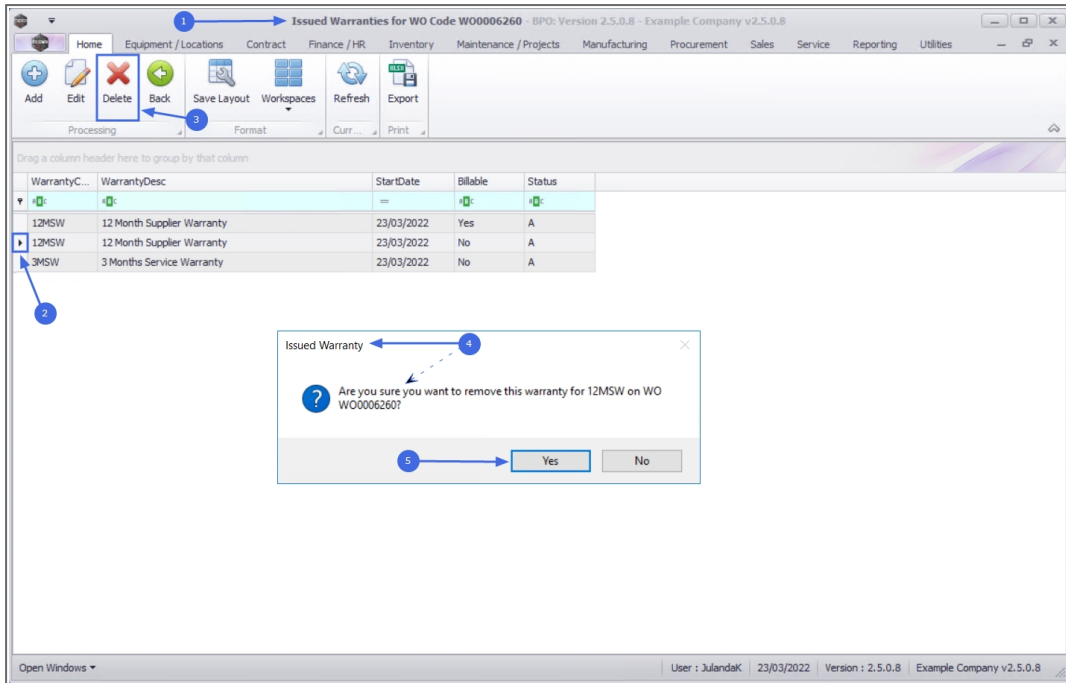 1
Issued Warranties for WO Code WO0006260 - BPO: Version 2.5.0.8 - Example Company v2.5.0.8
Home Equipment / Locations Contract Finance / HR Inventory Maintenance / Projects Manufacturing Procurement Sales Service Reporting Utilities
Add Edit Delete Back Save Layout Workspaces Refresh Export
3
Processing Format Curr... Print
Drag a column header here to group by that column
WarrantyC... WarrantyDesc StartDate Billable Status
=
12MSW 12 Month Supplier Warranty 23/03/2022 Yes A
12MSW 12 Month Supplier Warranty 23/03/2022 No A
3MSW 3 Months Service Warranty 23/03/2022 No A
2
Issued Warranty
4
Are you sure you want to remove this warranty for 12MSW on WO
WO0006260?
?
5
Yes No
Open Windows User : JulandaK 23/03/2022 Version : 2.5.0.8 Example Company v2.5.0.8